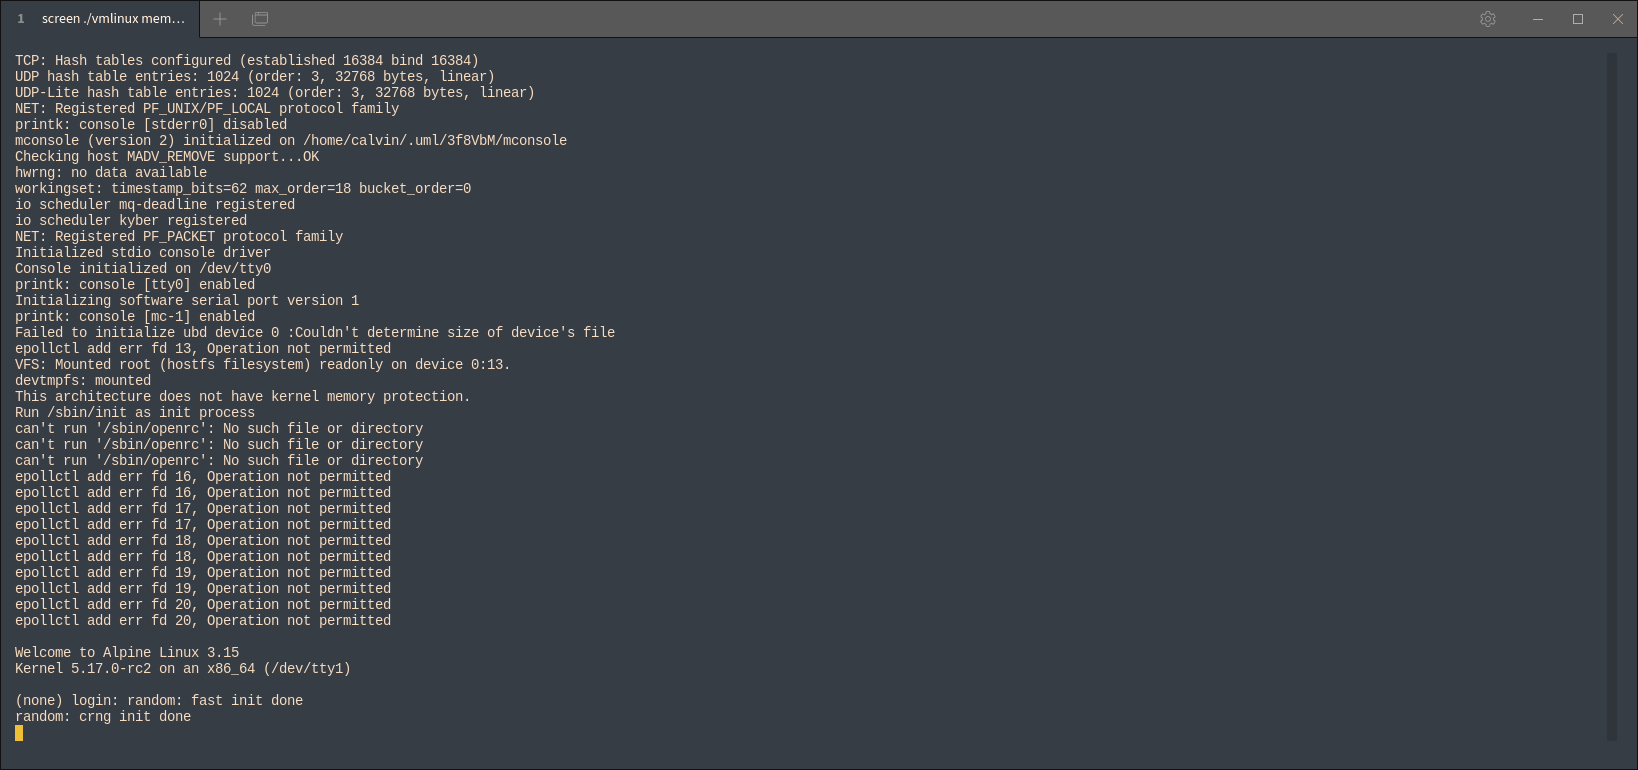 1 screen ./vmlinux mem…
TCP: Hash tables configured (established 16384 bind 16384)
UDP hash table entries: 1024 (order: 3, 32768 bytes, linear)
UDP-Lite hash table entries: 1024 (order: 3, 32768 bytes, linear)
NET: Registered PF_UNIX/PF_LOCAL protocol family
printk: console [stderr0] disabled
mconsole (version 2) initialized on /home/calvin/.uml/3f8VbM/mconsole
Checking host MADV_REMOVE support...OK
hwrng: no data available
workingset: timestamp_bits=62 max_order=18 bucket_order=0
io scheduler mq-deadline registered
io scheduler kyber registered
NET: Registered PF_PACKET protocol family
Initialized stdio console driver
Console initialized on /dev/tty0
printk: console [tty0] enabled
Initializing software serial port version 1
printk: console [mc-1] enabled
Failed to initialize ubd device 0 :Couldn't determine size of device's file
epollctl add err fd 13, Operation not permitted
VFS: Mounted root (hostfs filesystem) readonly on device 0:13.
devtmpfs: mounted
This architecture does not have kernel memory protection.
Run /sbin/init as init process
can't run '/sbin/openrc': No such file or directory
can't run '/sbin/openrc': No such file or directory
can't run '/sbin/openrc': No such file or directory
epollctl add err fd 16, Operation not permitted
epollctl add err fd 16, Operation not permitted
epollctl add err fd 17, Operation not permitted
epollctl add err fd 17, Operation not permitted
epollctl add err fd 18, Operation not permitted
epollctl add err fd 18, Operation not permitted
epollctl add err fd 19, Operation not permitted
epollctl add err fd 19, Operation not permitted
epollctl add err fd 20, Operation not permitted
epollctl add err fd 20, Operation not permitted
Welcome to Alpine Linux 3.15
Kernel 5.17.0-rc2 on an x86_64 (/dev/tty1)
(none) login: random: fast init done
random: crng init done